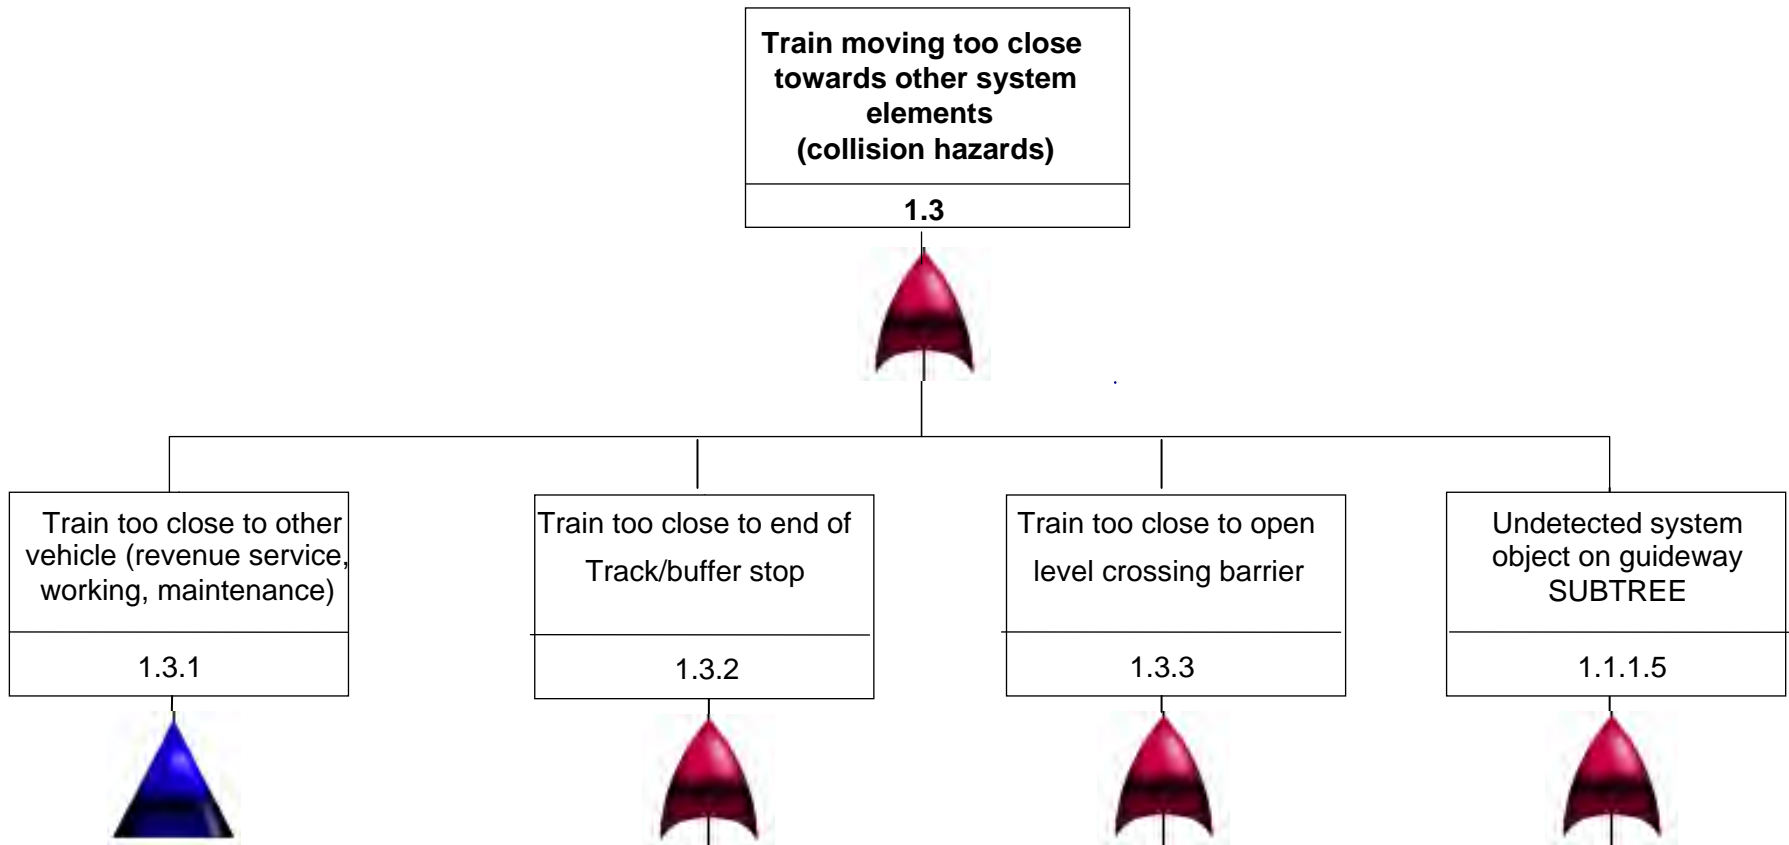 Train moving too close
towards other system
elements
(collision hazards)
1.3
Train too close to other
vehicle (revenue service,
working, maintenance)
1.3.1
Train too close to end of
Track/buffer stop
1.3.2
Train too close to open
level crossing barrier
1.3.3
Undetected system
object on guideway
SUBTREE
1.1.1.5